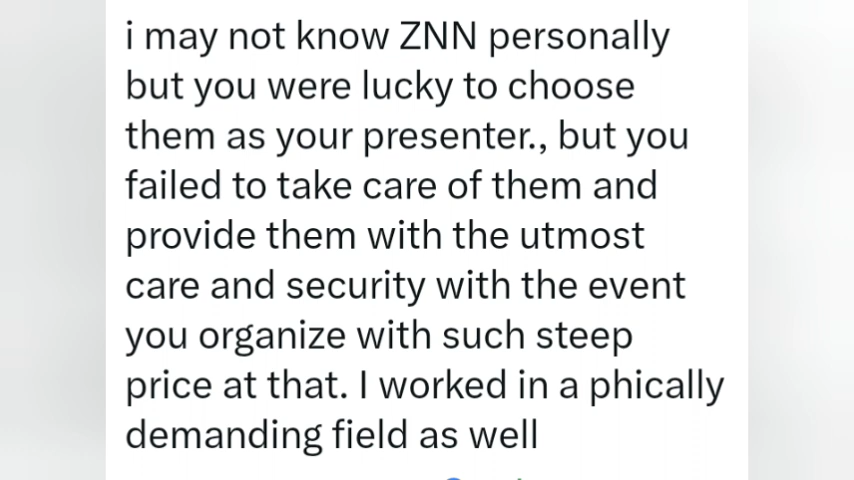 i may not know ZNN personally
but you were lucky to choose
them as your presenter., but you
failed to take care of them and
provide them with the utmost
care and security with the event
you organize with such steep
price at that. I worked in a phically
demanding field as well